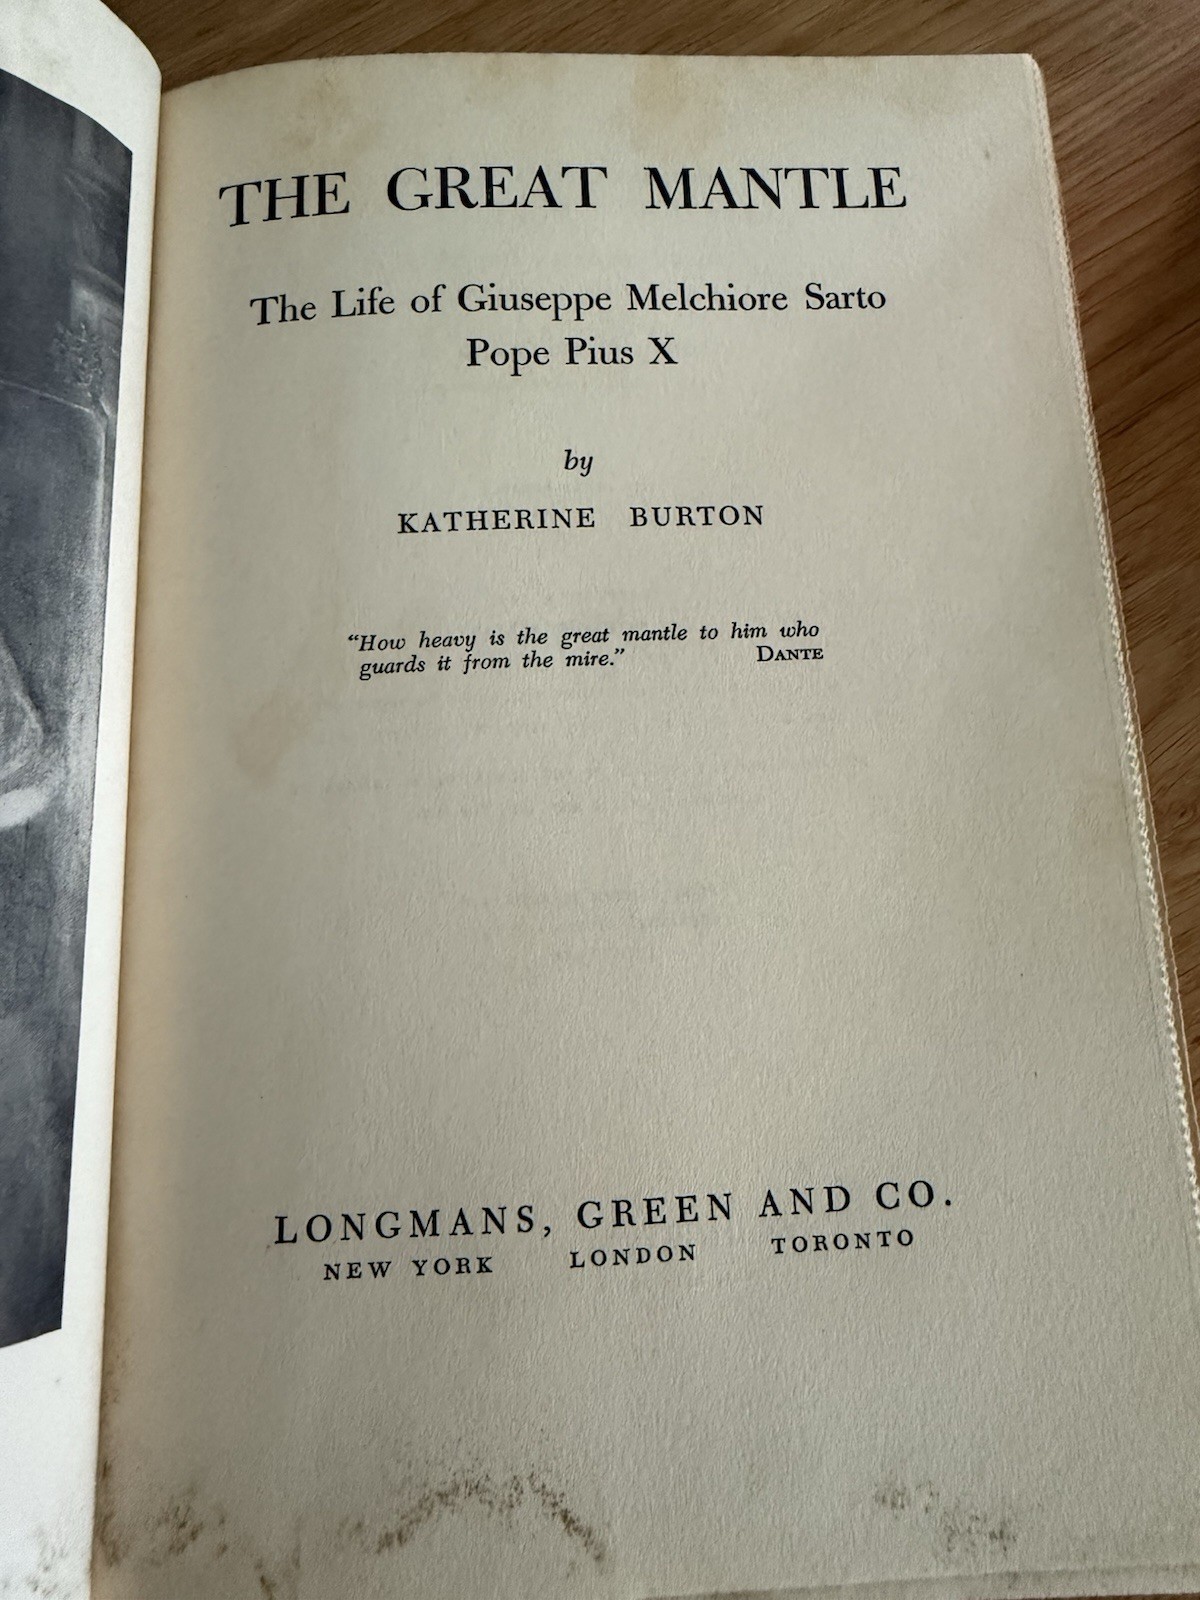 THE GREAT MANTLE
The Life of Giuseppe Melchiore Sarto
Pope Pius X
by
KATHERINE BURTON
“How heavy is the great mantle to him who
guards it from the mire.” DANTE
LONGMANS, GREEN AND CO.
NEW YORK LONDON TORONTO